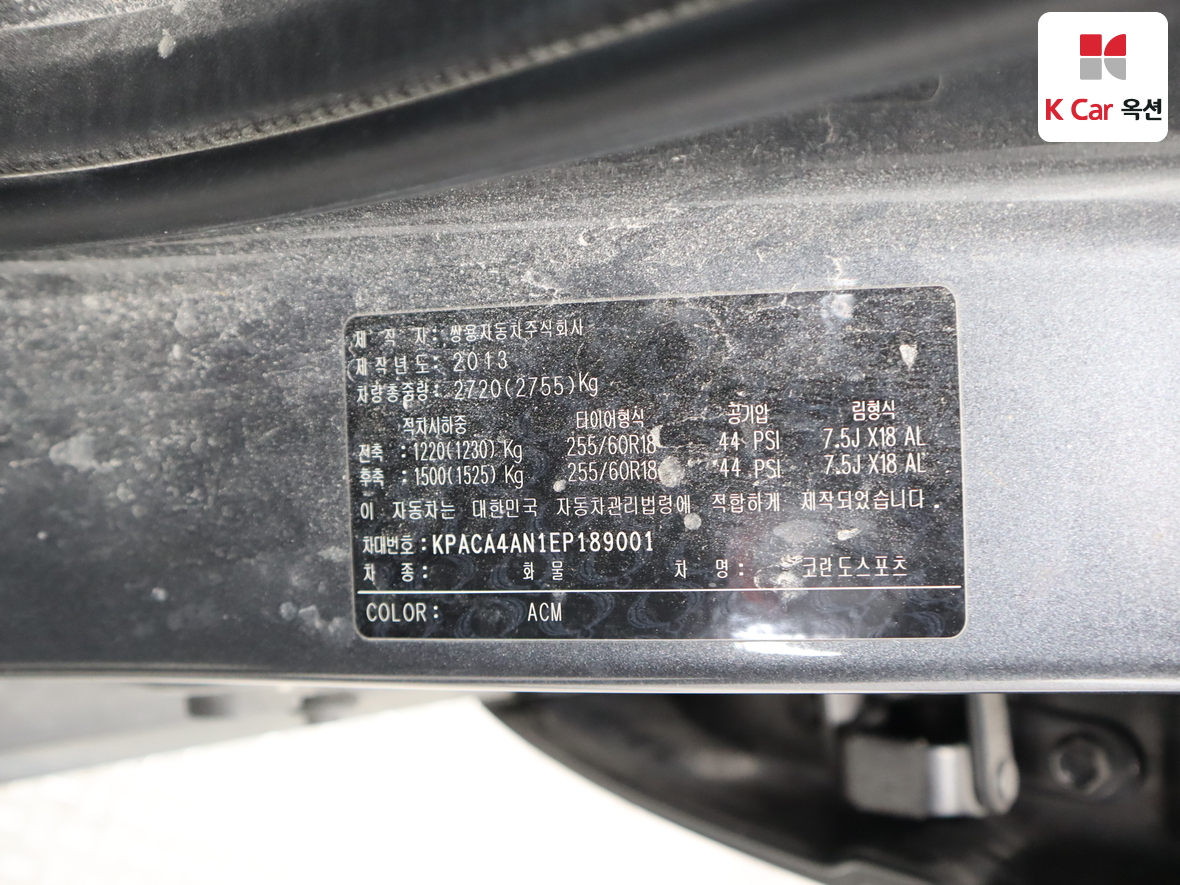 K Car 옥션
제 작 자: 쌍용자동차주식회사
제작년도: 2013
차량총중량: 2720(2755)Kg
적차시하중 타이어형식 공기압 림형식
전축 : 1220(1230) Kg 255/60R18 44 PSI 7.5J X18 AL
후축 : 1500(1525) Kg 255/60R18 44 PSI 7.5J X18 AL
이 자동차는 대한민국 자동차관리법령에 적합하게 제작되었습니다.
차대번호: KPACA4AN1EP189001
차 종: 화 물 차 명: 코란도스포츠
COLOR: ACM